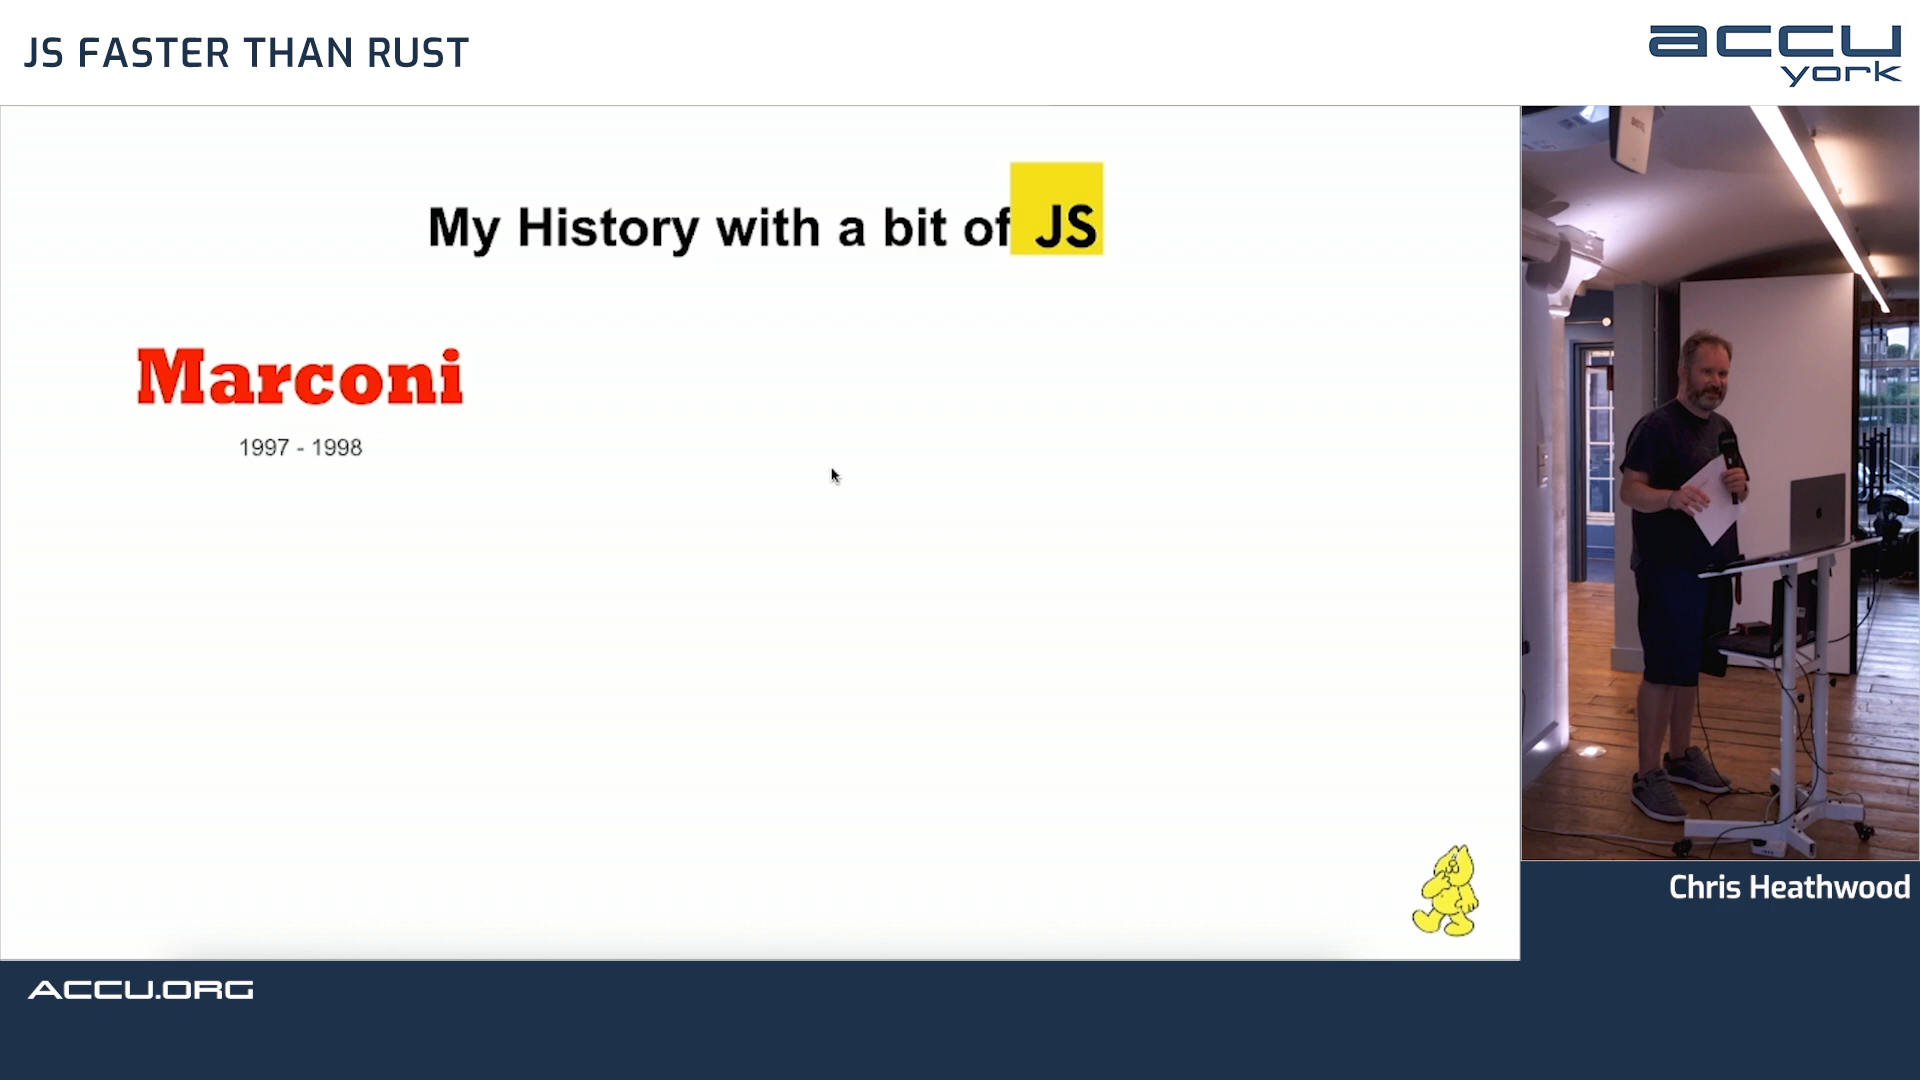 JS FASTER THAN RUST
accu
york
My History with a bit of JS
Marconi
1997 - 1998
Chris Heathwood
ACCU.ORG